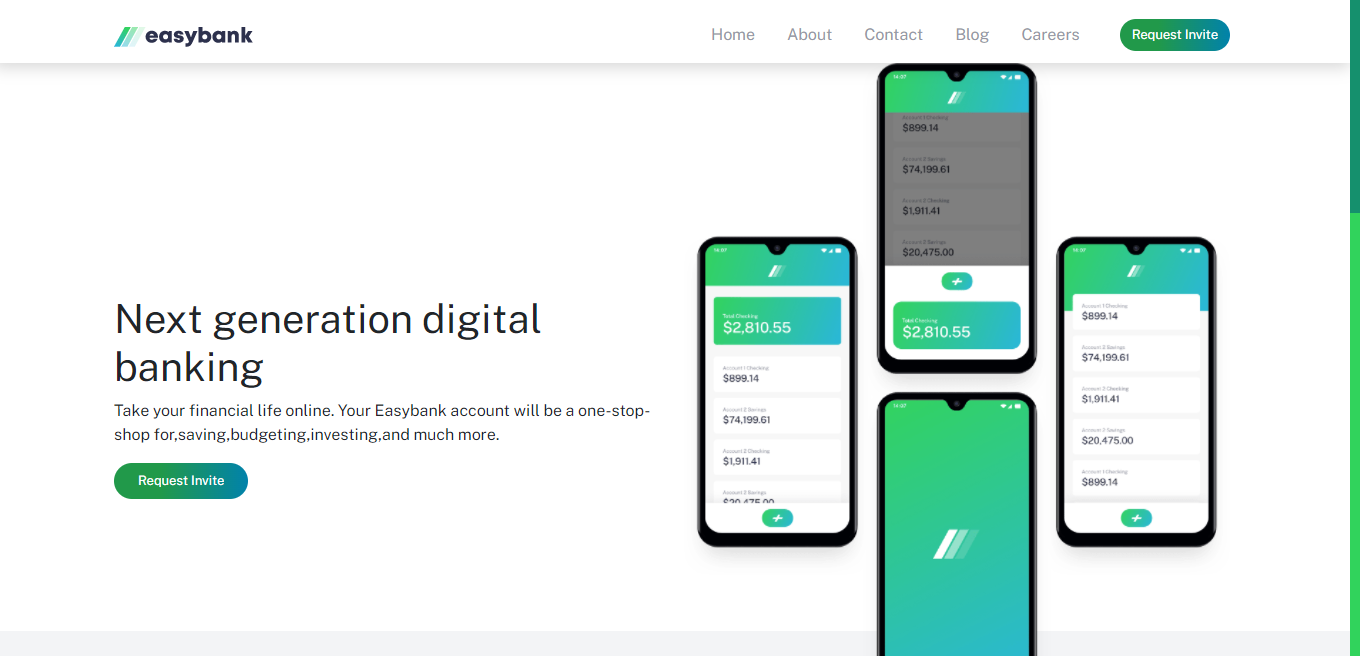 easybank
Home
About
Contact
Blog
Careers
Request Invite
Next generation digital
banking
Take your financial life online. Your Easybank account will be a one-stop-
shop for,saving,budgeting,investing,and much more.
Request Invite
14:07
Total Checking
$2,810.55
Account 1 Checking
$899.14
Account 2 Savings
$74,199.61
Account 2 Checking
$1,911.41
Account 2 Savings
$20,475.00
14:07
Account 1 Checking
$899.14
Account 2 Savings
$74,199.61
Account 2 Checking
$1,911.41
Account 2 Savings
$20,475.00
Total Checking
$2,810.55
14:07
14:07
Account 1 Checking
$899.14
Account 2 Savings
$74,199.61
Account 2 Checking
$1,911.41
Account 2 Savings
$20,475.00
Account 1 Checking
$899.14